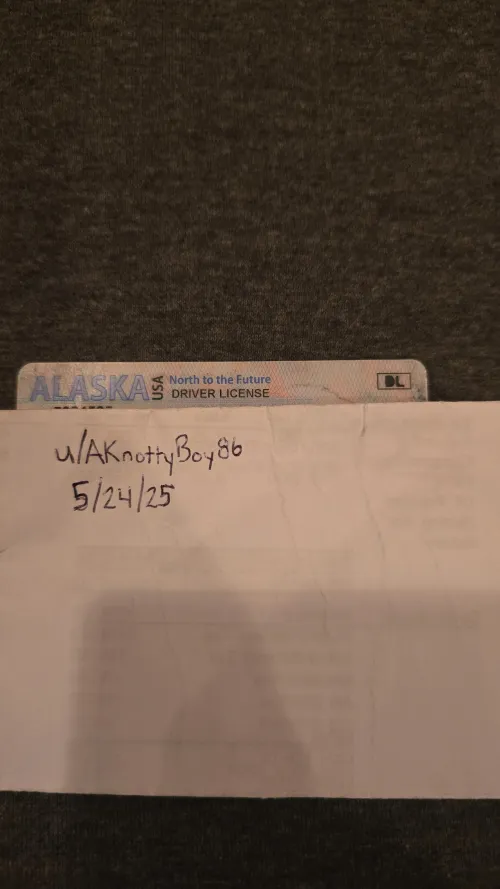 ALASKA USA North to the Future DL
DRIVER LICENSE
u/AKnottyBoy86
5/24/25